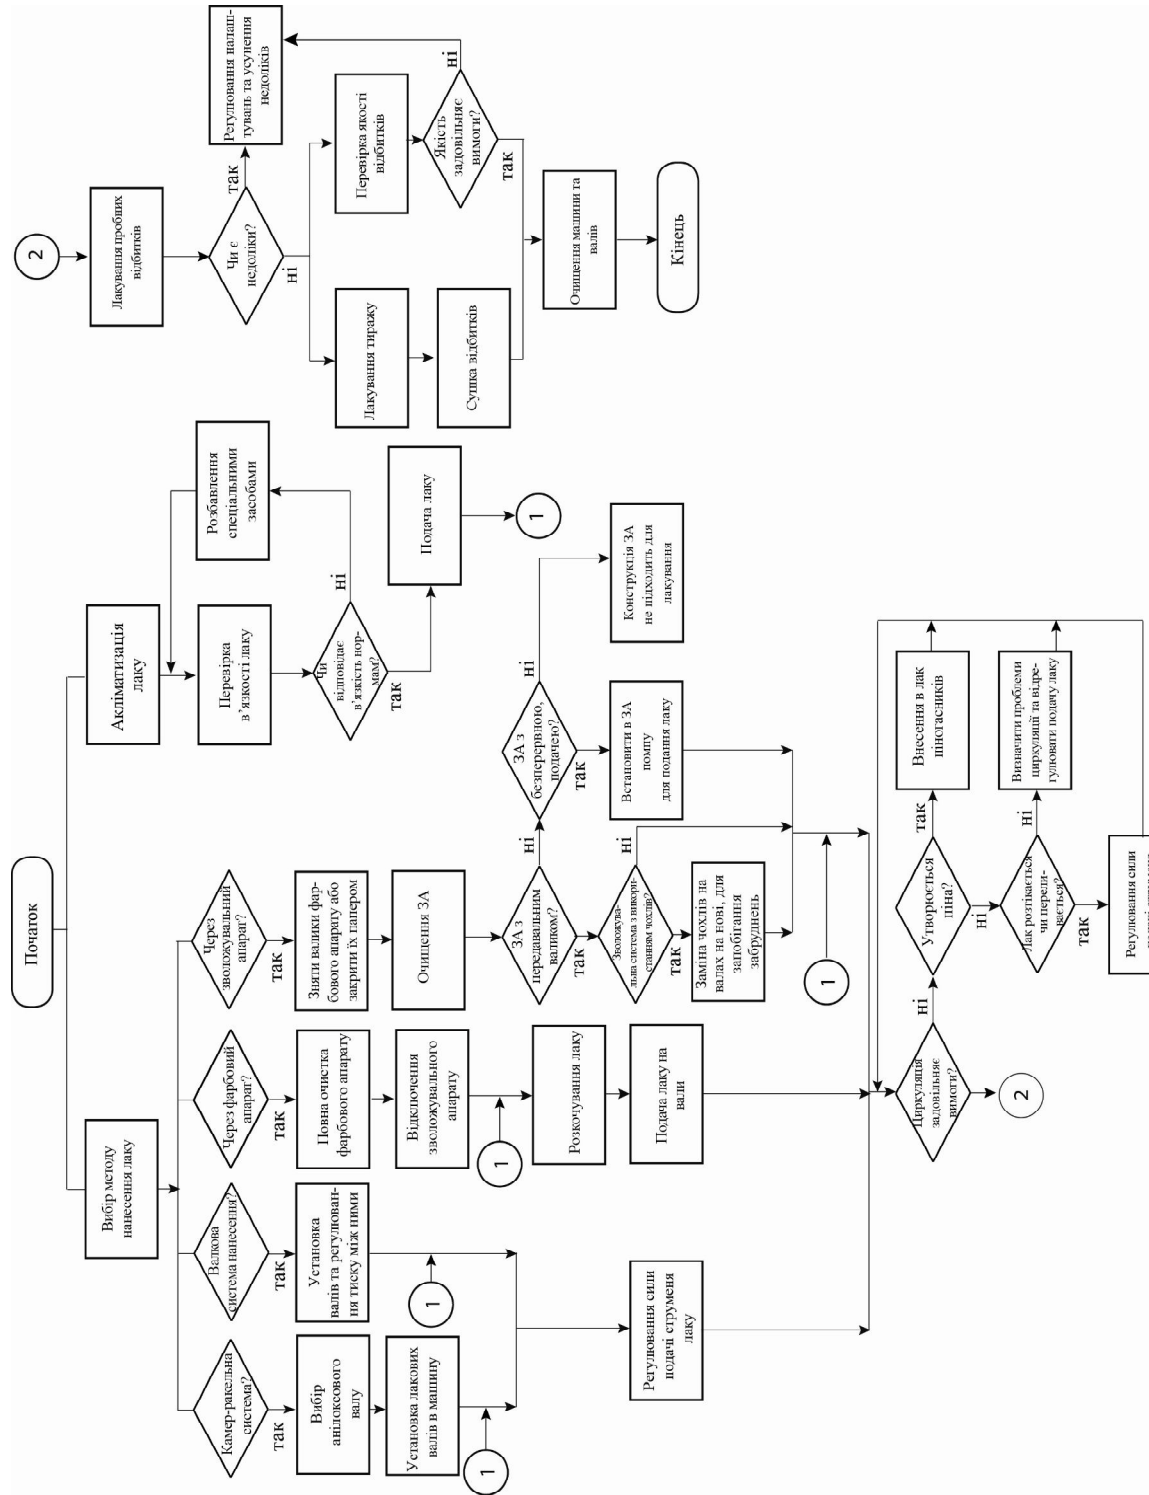 Початок
Вибір методу
нанесення лаку
Камер-ракельна
система?
так
Вибір
анілоксового
валу
Установка лакових
валів в машину
1
Валкова
система нанесення?
так
Установка
валів та регулюван-
ня тиску між ними
1
Регулювання сили
подачі струменя
лаку
Через фарбовий
апарат?
так
Повна очистка
фарбового апарату
Відключення
зволожувального
апарату
1
Розкочування лаку
Подача лаку на
вали
Через
зволожувальний
апарат?
так
Зняти валики фар-
бового апарату або
закрити їх папером
Очищення ЗА
ЗА з
передавальним
валиком?
ні
так
Зволожува-
льна система з викори-
станням чохлів?
ні
так
Заміна чохлів на
валах на нові, для
запобігання
забруднень
1
ЗА з
безперервною,
подачею?
ні
так
Встановити в ЗА
помпу
для подання лаку
Конструкція ЗА
не підходить для
лакування
Циркуляція
задовільняє
вимоги?
ні
2
Утворюється
піна?
так
ні
Внесення в лак
піногасників
Лак розтікається
чи перели-
вається?
ні
так
Визначити проблеми
циркуляції та відре-
гулювати подачу лаку
Регулювання сили
Акліматизація
лаку
Перевірка
в’язкості лаку
Чи
відповідає
в’язкість нор-
мам?
ні
так
Розбавлення
спеціальними
засобами
Подача лаку
1
2
Лакування пробних
відбитків
Чи є
недоліки?
так
ні
Регулювання налаш-
тувань та усунення
недоліків
Лакування тиражу
Сушка відбитків
Перевірка якості
відбитків
Якість
задовільняє
вимоги?
ні
так
Очищення машини та
валів
Кінець